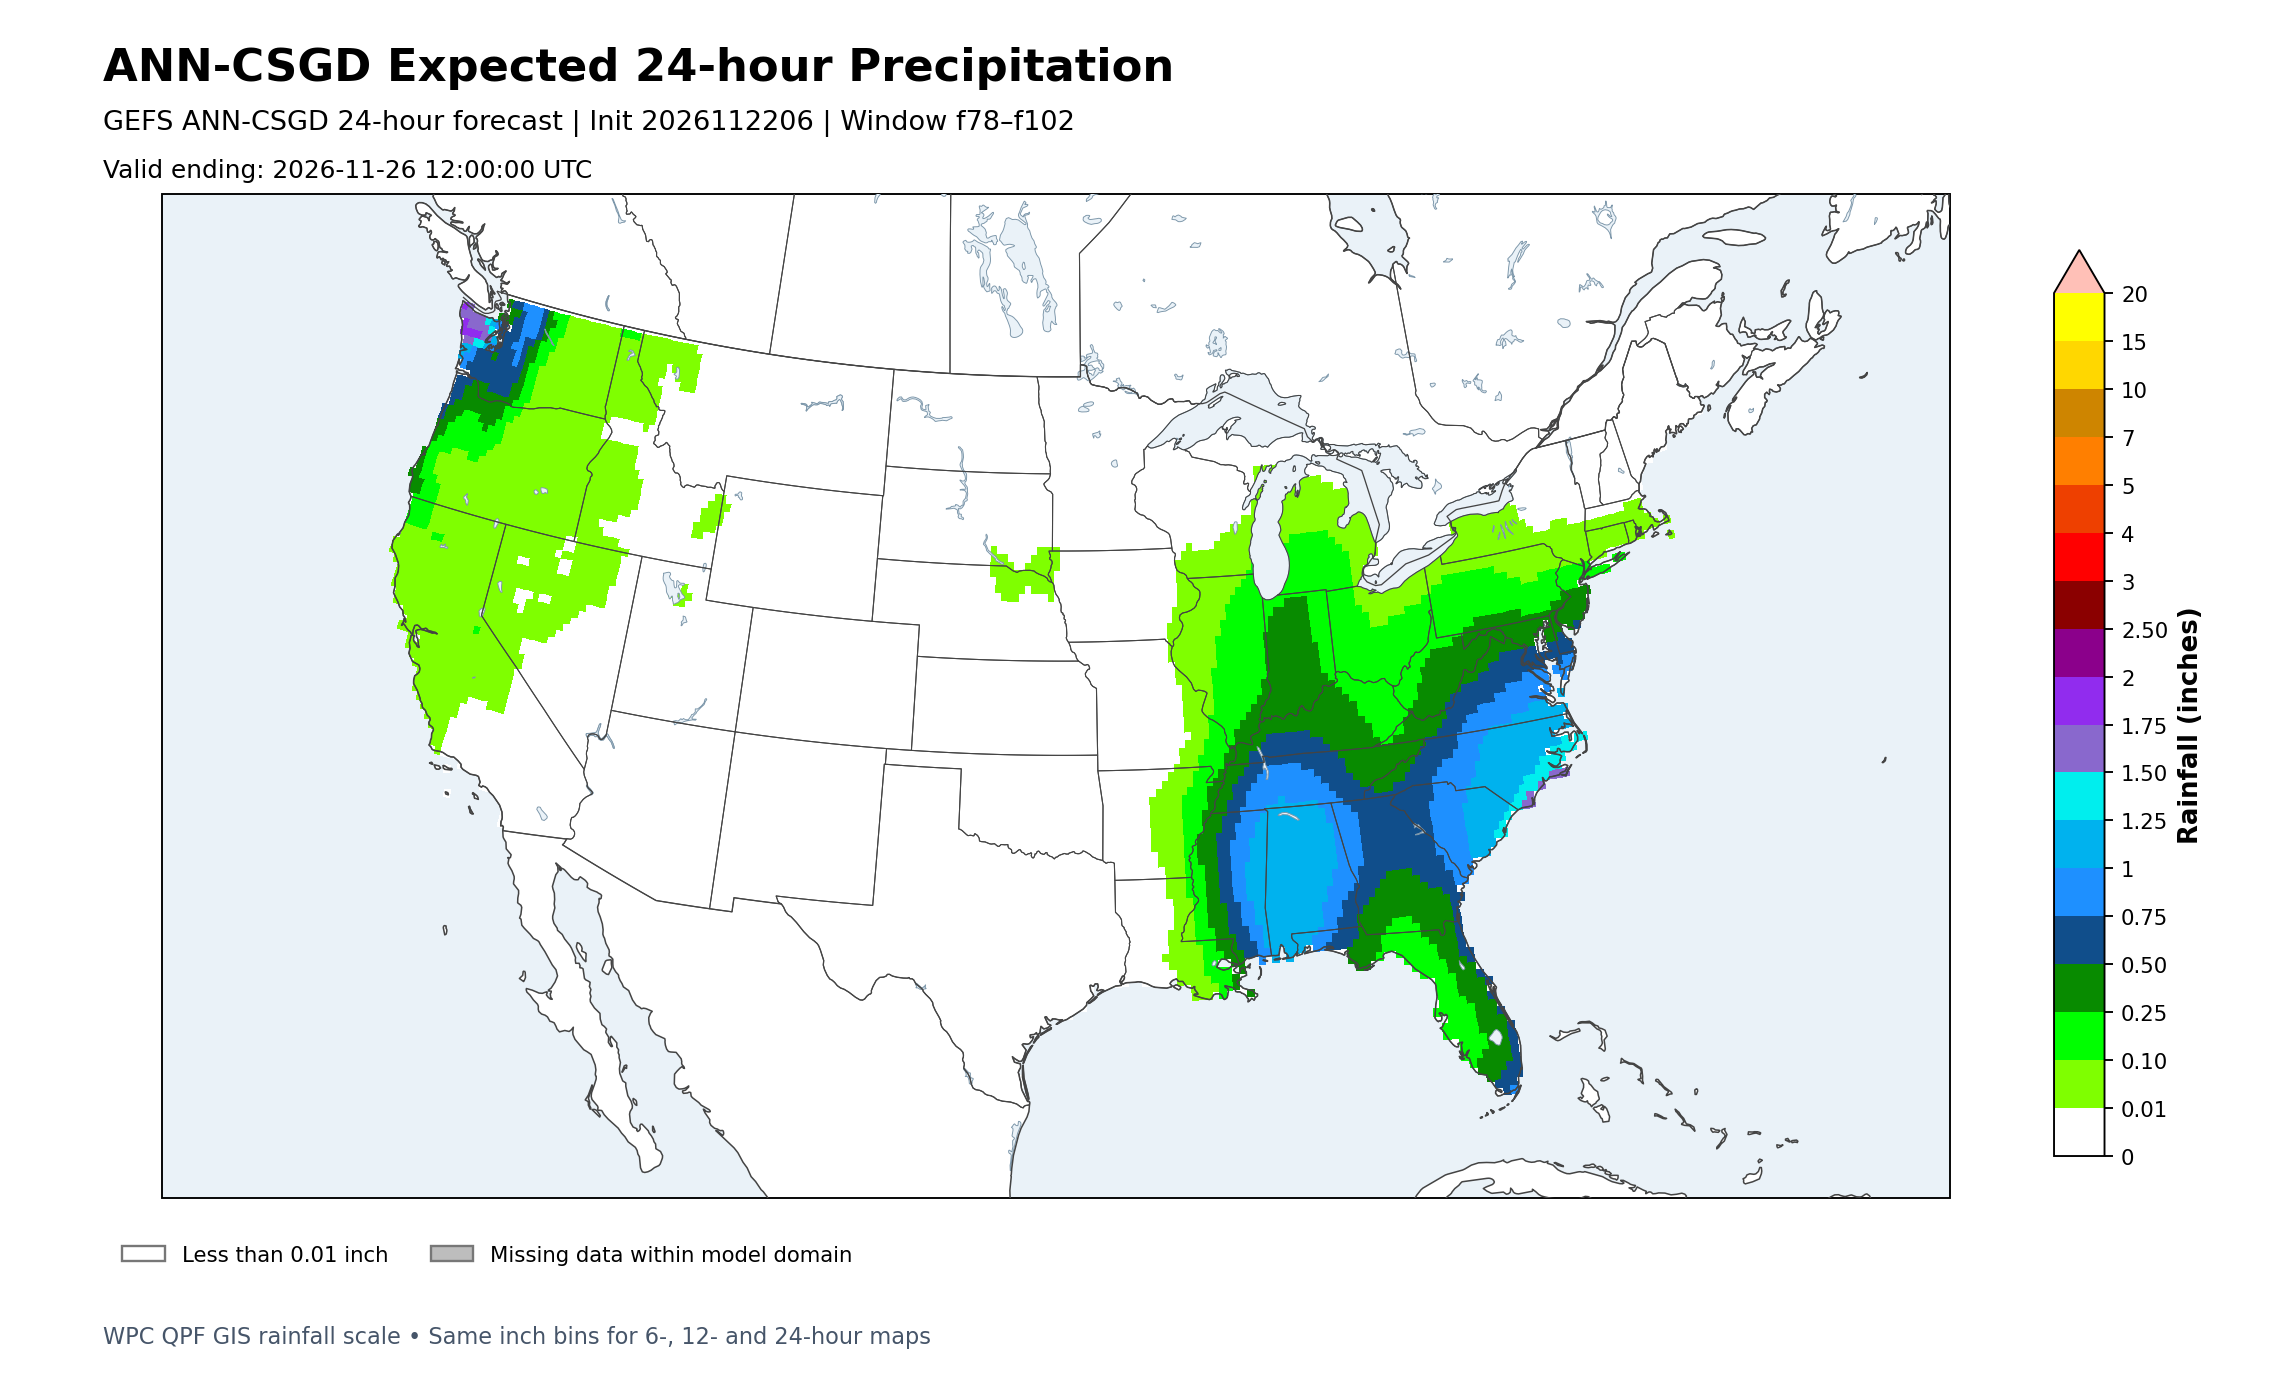 ANN-CSGD Expected 24-hour Precipitation
GEFS ANN-CSGD 24-hour forecast | Init 2026112206 | Window f78–f102
Valid ending: 2026-11-26 12:00:00 UTC
20
15
10
7
5
4
3
2.50
2
1.75
1.50
1.25
1
0.75
0.50
0.25
0.10
0.01
0
Rainfall (inches)
Less than 0.01 inch
Missing data within model domain
WPC QPF GIS rainfall scale • Same inch bins for 6-, 12- and 24-hour maps